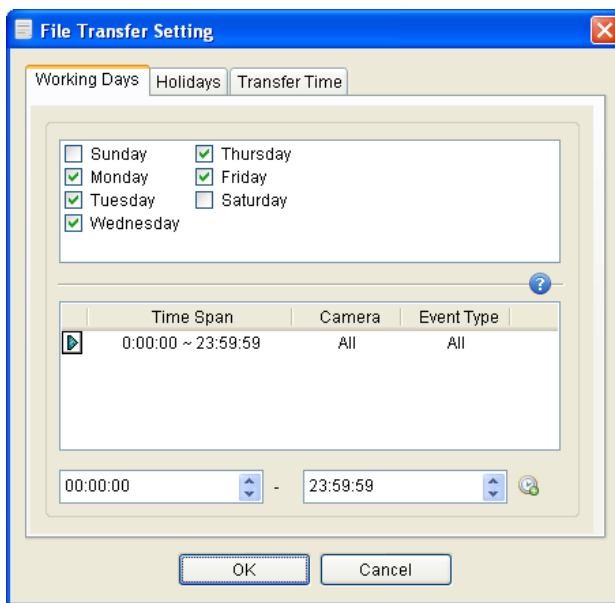 File Transfer Setting
Working Days Holidays Transfer Time
Sunday Thursday
Monday Friday
Tuesday Saturday
Wednesday
?
Time Span Camera Event Type
0:00:00 ~ 23:59:59 All All
00:00:00 - 23:59:59
OK Cancel